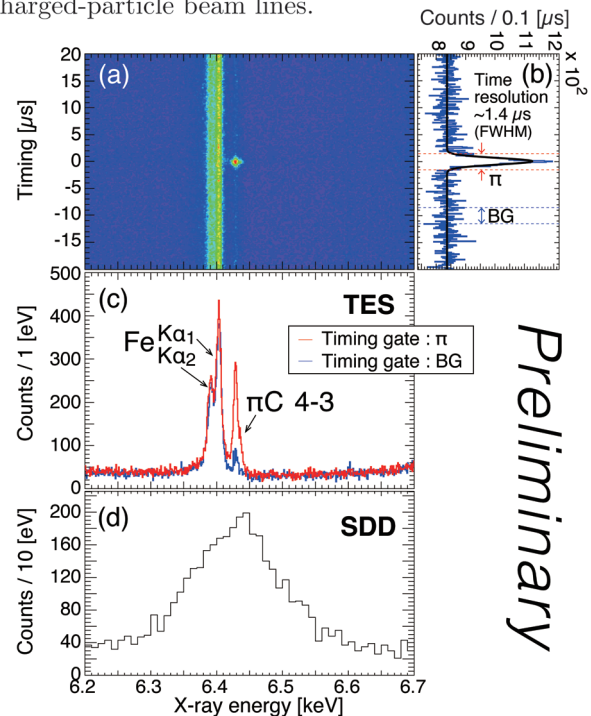 harged-particle beam lines.
Counts / 0.1 [μs]
8 9 10 11 12 x 10²
20
15
10
5
0
-5
-10
-15
Timing [μs]
(a)
(b)
Time
resolution
~1.4 μs
(FWHM)
π
BG
500
400
300
200
100
0
Counts / 1 [eV]
(c)
TES
Fe Kα1
Kα2
Timing gate : π
Timing gate : BG
πC 4-3
200
160
120
80
40
0
Counts / 10 [eV]
(d)
SDD
6.2 6.3 6.4 6.5 6.6 6.7
X-ray energy [keV]
Preliminary